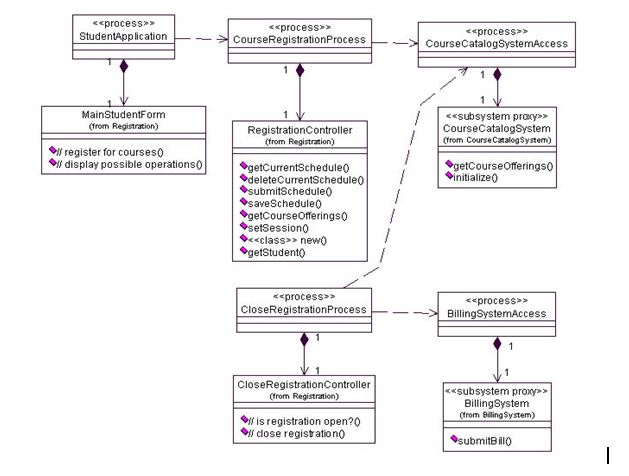 <<process>>
StudentApplication
1
1
MainStudentForm
(from Registration)
// register for courses()
// display possible operations()
<<process>>
CourseRegistrationProcess
1
1
RegistrationController
(from Registration)
getCurrentSchedule()
deleteCurrentSchedule()
submitSchedule()
saveSchedule()
getCourseOfferings()
setSession()
<<class>> new()
getStudent()
<<process>>
CourseCatalogSystemAccess
1
1
<<subsystem proxy>>
CourseCatalogSystem
(from CourseCatalogSystem)
getCourseOfferings()
initialize()
<<process>>
CloseRegistrationProcess
1
1
CloseRegistrationController
(from Registration)
// is registration open?()
// close registration()
<<process>>
BillingSystemAccess
1
1
<<subsystem proxy>>
BillingSystem
(from BillingSystem)
submitBill()